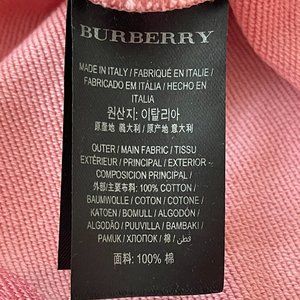 BURBERRY
MADE IN ITALY / FABRIQUÉ EN ITALIE /
FABRICADO EM ITÁLIA / HECHO EN
ITALIA
원산지: 이탈리아
原産地 義大利 / 原产地 意大利
OUTER / MAIN FABRIC / TISSU
EXTÉRIEUR / PRINCIPAL / EXTERIOR -
COMPOSICION PRINCIPAL /
外部/主要布料: 100% COTTON /
BAUMWOLLE / COTON / COTONE /
KATOEN / BOMULL / ALGODÓN /
ALGODÃO / PUUVILLA / BAMBAKI /
PAMUK / ХЛОПОК / 棉 / قطن /
面料: 100% 棉